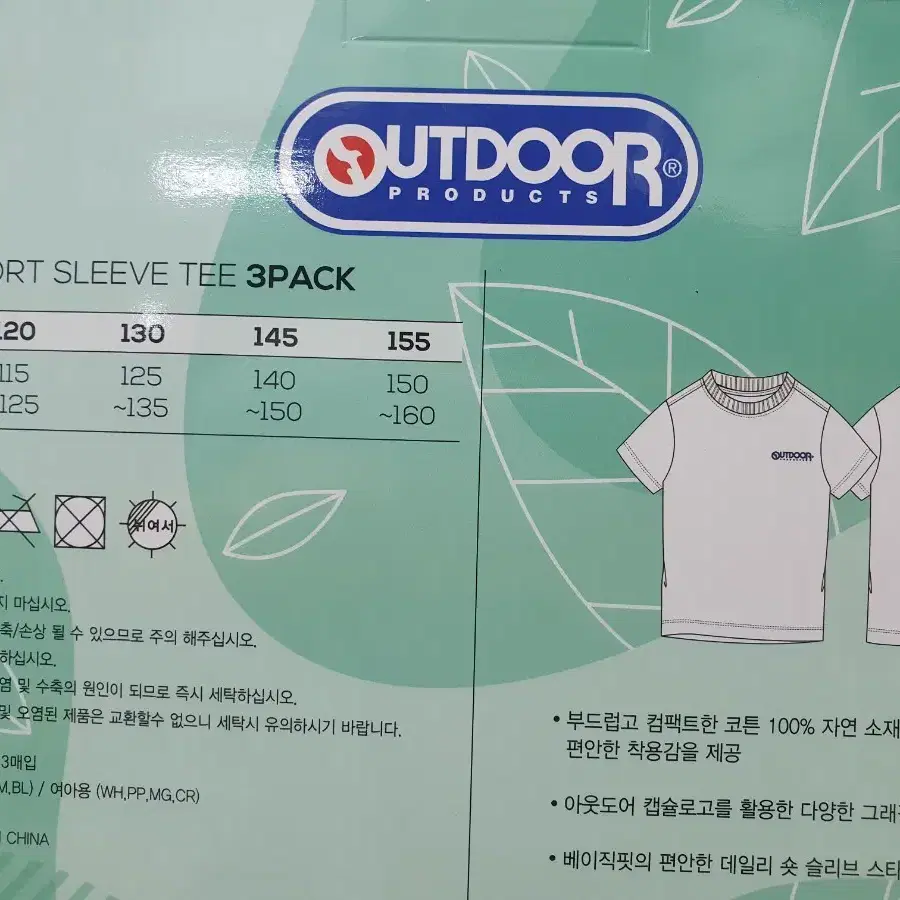 OUTDOOR®
PRODUCTS
ORT SLEEVE TEE 3PACK
120 130 145 155
115 125 140 150
~125 ~135 ~150 ~160
뉘여서
OUTDOOR
PRODUCTS
지 마십시오.
축/손상 될 수 있으므로 주의 해주십시오.
하십시오.
염 및 수축의 원인이 되므로 즉시 세탁하십시오.
및 오염된 제품은 교환할수 없으니 세탁시 유의하시기 바랍니다.
3매입
M,BL) / 여아용 (WH,PP,MG,CR)
CHINA
• 부드럽고 컴팩트한 코튼 100% 자연 소재
편안한 착용감을 제공
• 아웃도어 캡슐로고를 활용한 다양한 그래
• 베이직핏의 편안한 데일리 숏 슬리브 스타